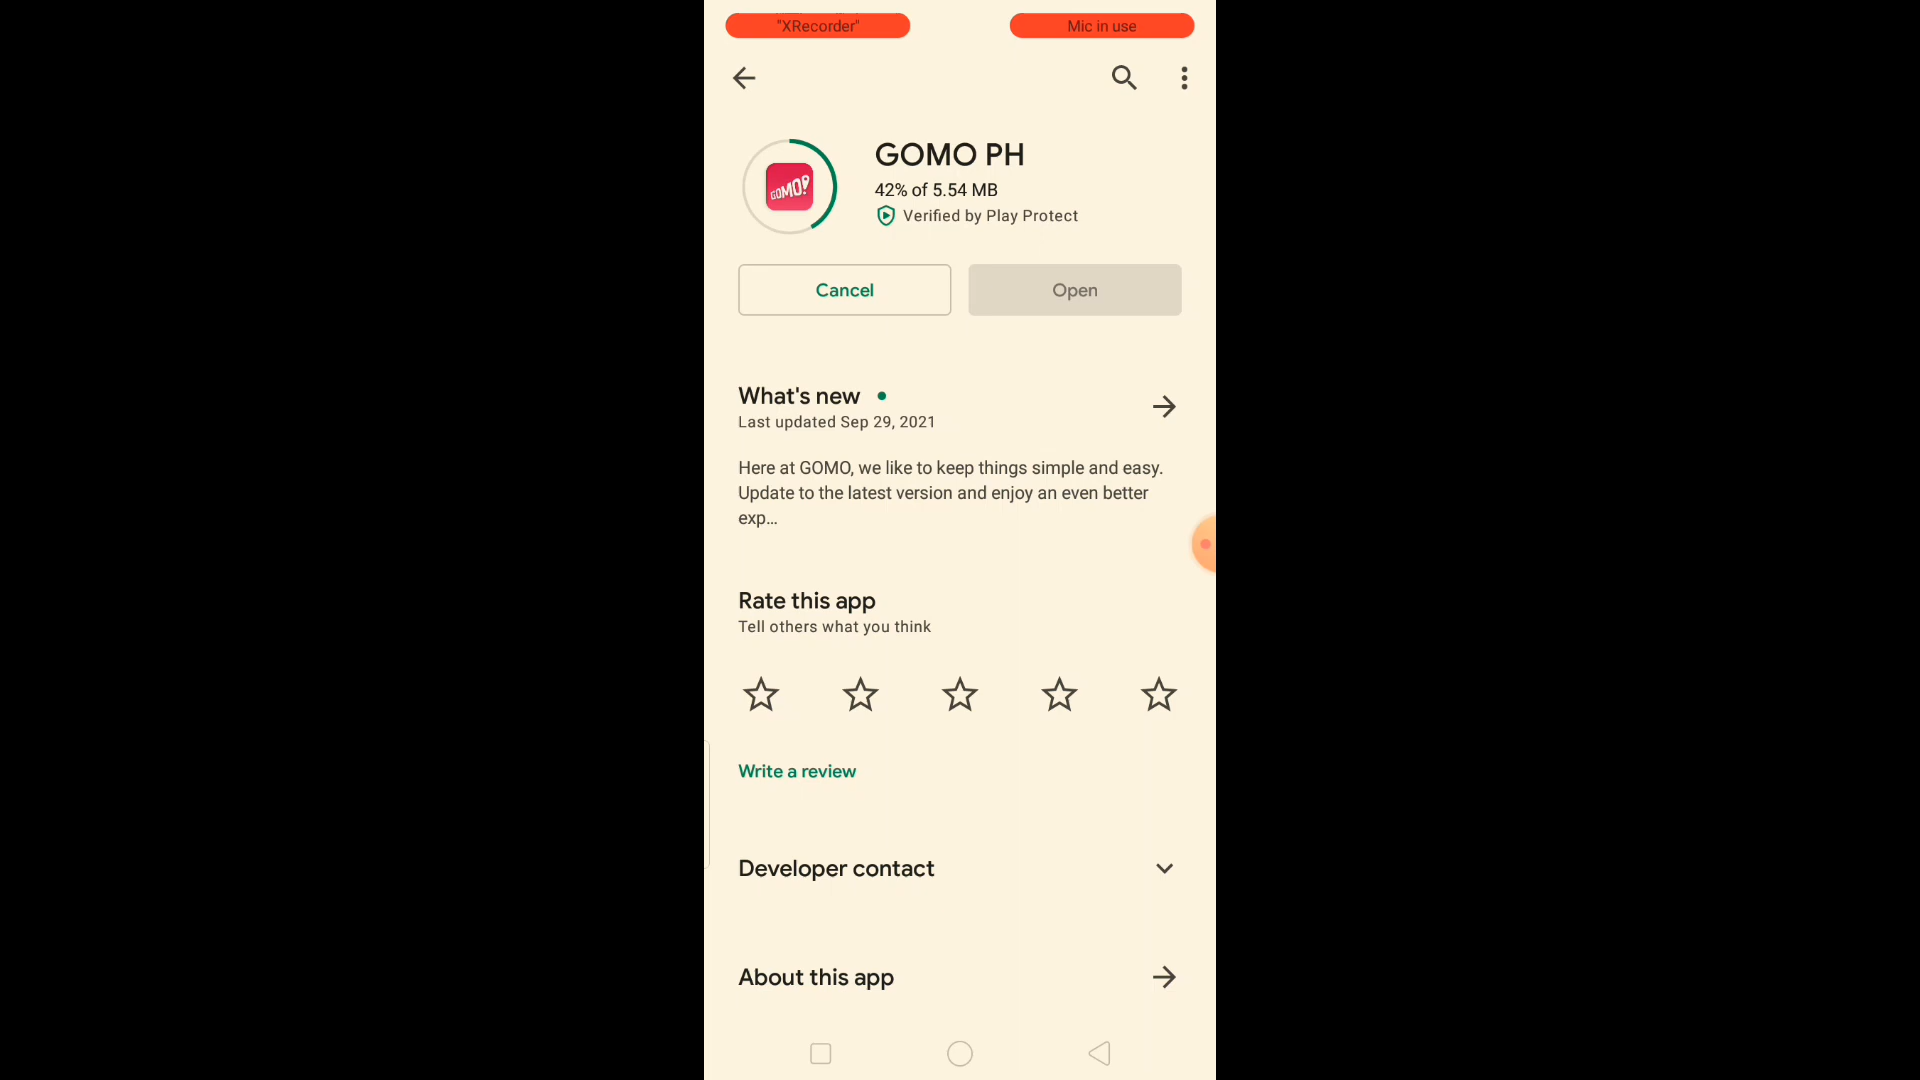 "XRecorder"
Mic in use
GOMO PH
GOMO!
42% of 5.54 MB
Verified by Play Protect
Cancel
Open
What's new
Last updated Sep 29, 2021
Here at GOMO, we like to keep things simple and easy.
Update to the latest version and enjoy an even better
exp...
Rate this app
Tell others what you think
Write a review
Developer contact
About this app